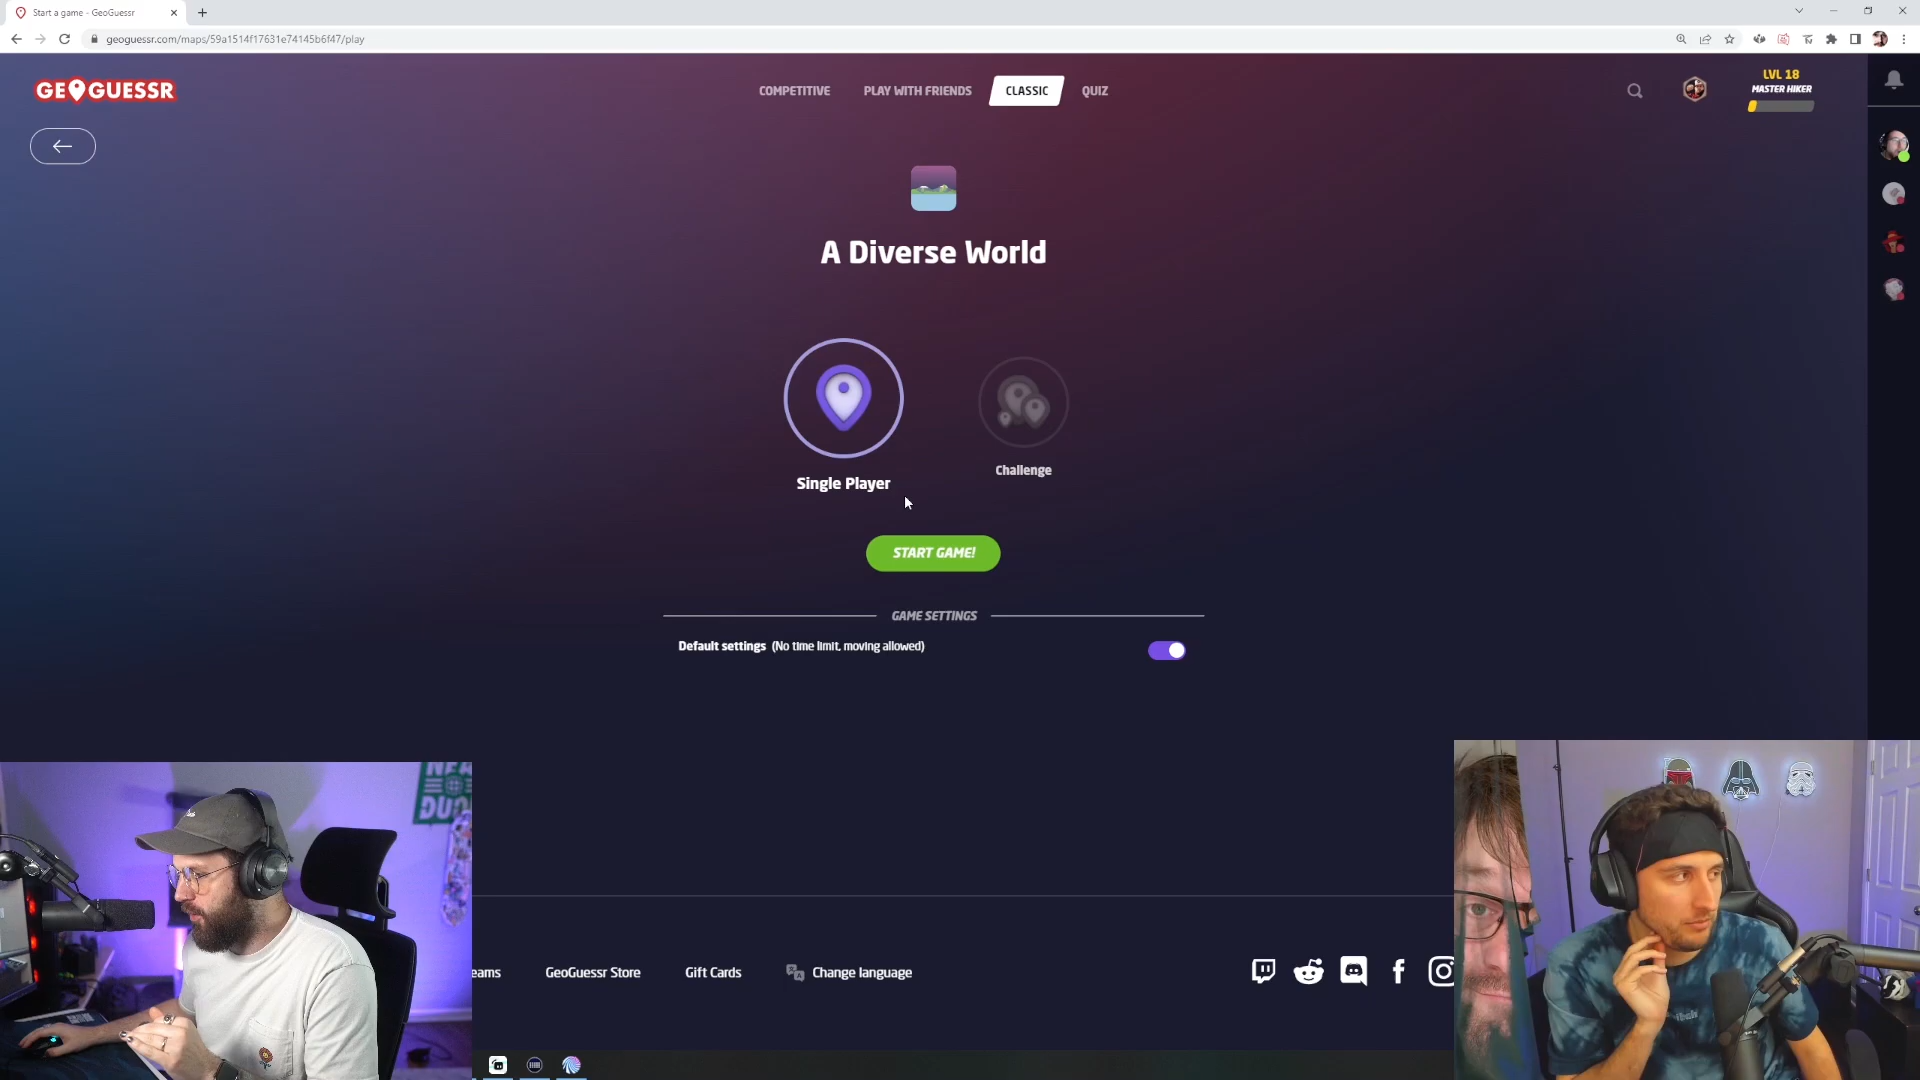 Start a game - GeoGuessr
geoguessr.com/maps/59a1514f17631e74145b6f47/play
GEOGUESSR
COMPETITIVE
PLAY WITH FRIENDS
CLASSIC
QUIZ
LVL 18
MASTER HIKER
A Diverse World
Single Player
Challenge
START GAME!
GAME SETTINGS
Default settings (No time limit, moving allowed)
DUO
eams
GeoGuessr Store
Gift Cards
Change language